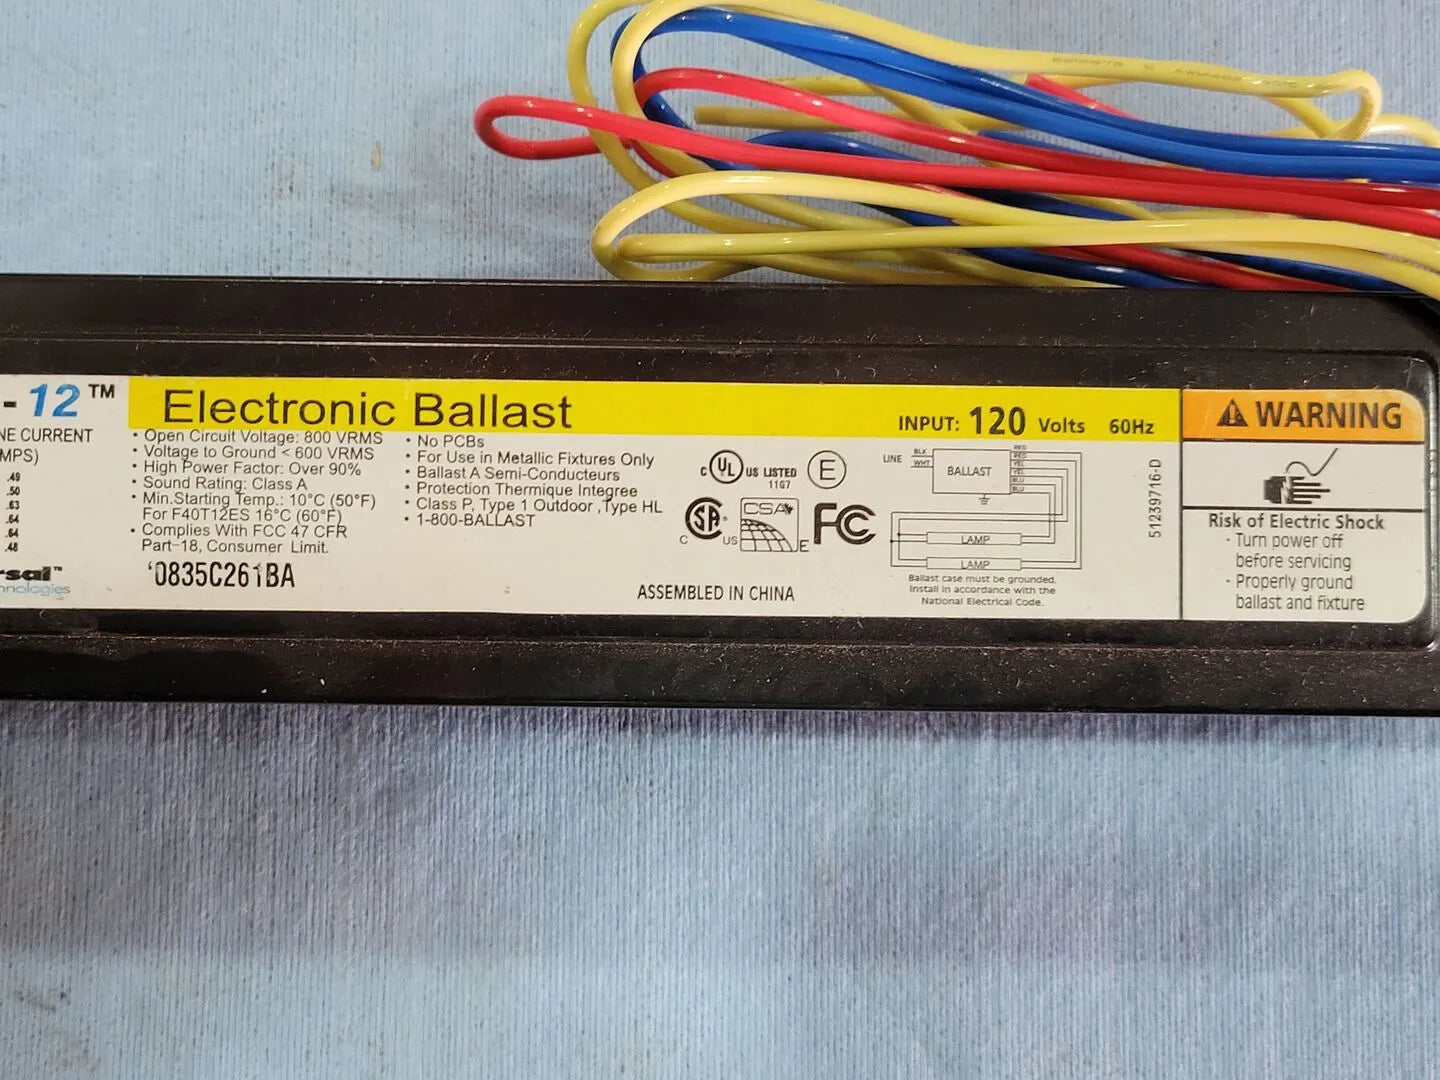 - 12™
Electronic Ballast
INPUT: 120 Volts 60Hz
NE CURRENT
MPS)
.49
.50
.63
.64
.64
.48
rsal™
hnologies
• Open Circuit Voltage: 800 VRMS
• Voltage to Ground < 600 VRMS
• High Power Factor: Over 90%
• Sound Rating: Class A
• Min.Starting Temp.: 10°C (50°F)
For F40T12ES 16°C (60°F)
• Complies With FCC 47 CFR
Part-18, Consumer Limit.
0835C261BA
• No PCBs
• For Use in Metallic Fixtures Only
• Ballast A Semi-Conducteurs
• Protection Thermique Integree
• Class P, Type 1 Outdoor ,Type HL
• 1-800-BALLAST
C UL US LISTED
11G7
E
C SA US
CSA
E
FC
ASSEMBLED IN CHINA
LINE
BLK
WHT
BALLAST
RED
RED
YEL
YEL
BLU
BLU
LAMP
LAMP
Ballast case must be grounded.
Install in accordance with the
National Electrical Code.
51239716-D
WARNING
Risk of Electric Shock
- Turn power off
before servicing
- Properly ground
ballast and fixture